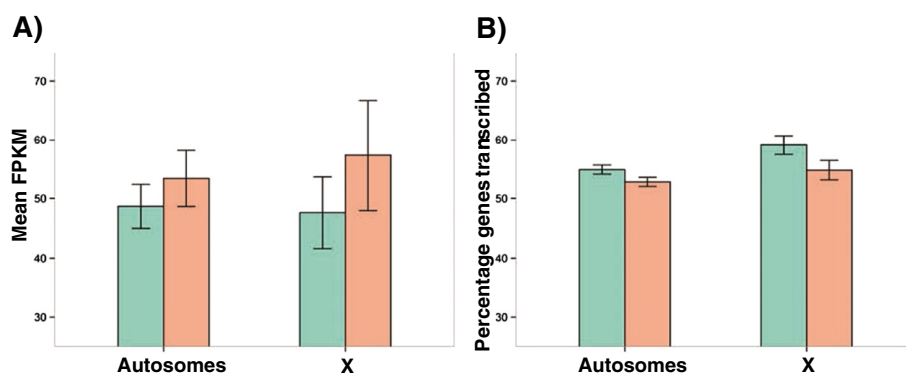 A)
Mean FPKM
70
60
50
40
30
Autosomes X
B)
Percentage genes transcribed
70
60
50
40
30
Autosomes X